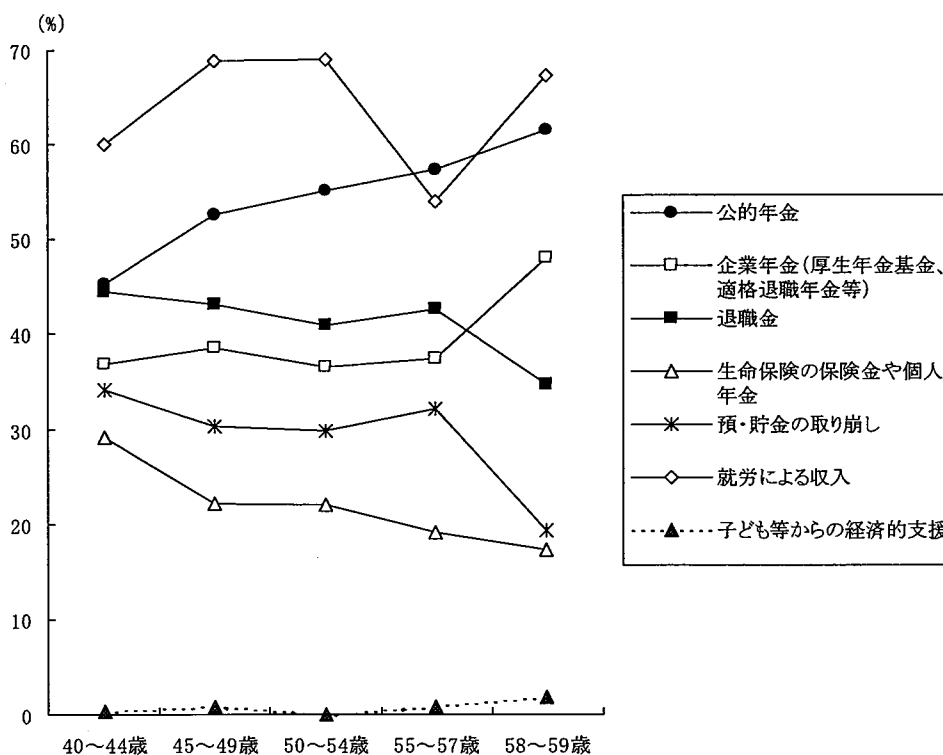 (%)
70
60
50
40
30
20
10
0
40～44歳 45～49歳 50～54歳 55～57歳 58～59歳
公的年金
企業年金(厚生年金基金、
適格退職年金等)
退職金
生命保険の保険金や個人
年金
預・貯金の取り崩し
就労による収入
子ども等からの経済的支援